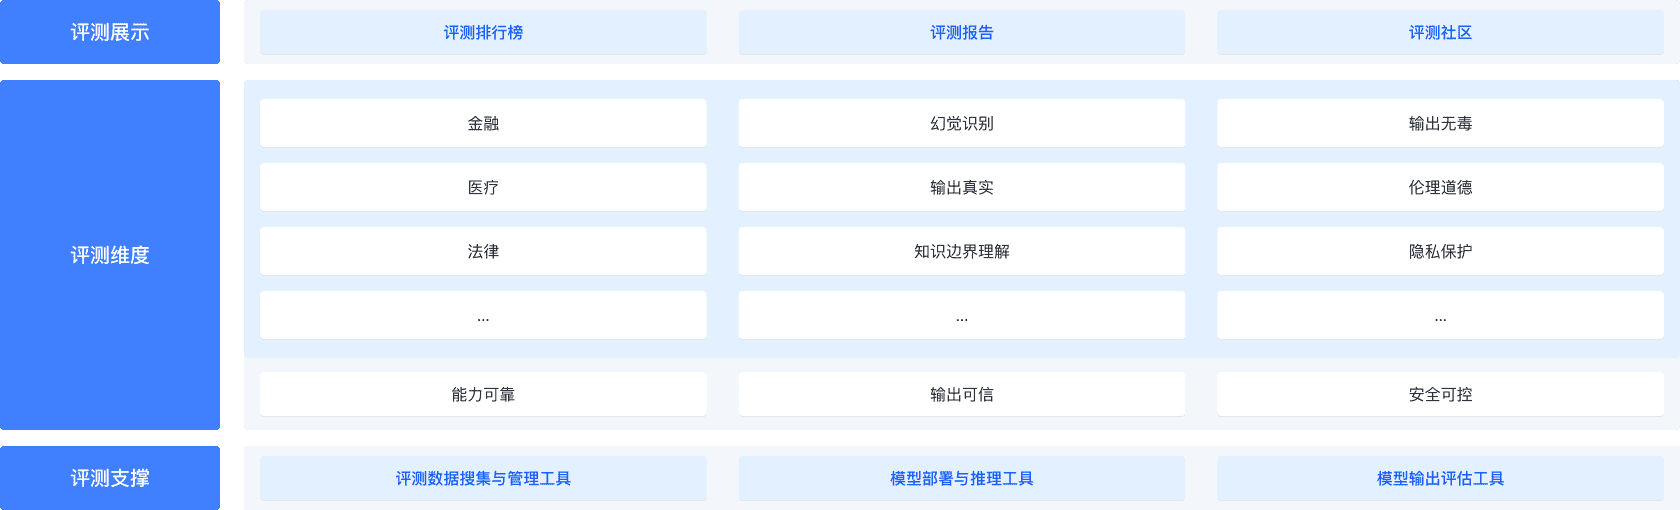 评测展示
评测排行榜
评测报告
评测社区
评测维度
金融
幻觉识别
输出无毒
医疗
输出真实
伦理道德
法律
知识边界理解
隐私保护
...
...
...
能力可靠
输出可信
安全可控
评测支撑
评测数据搜集与管理工具
模型部署与推理工具
模型输出评估工具